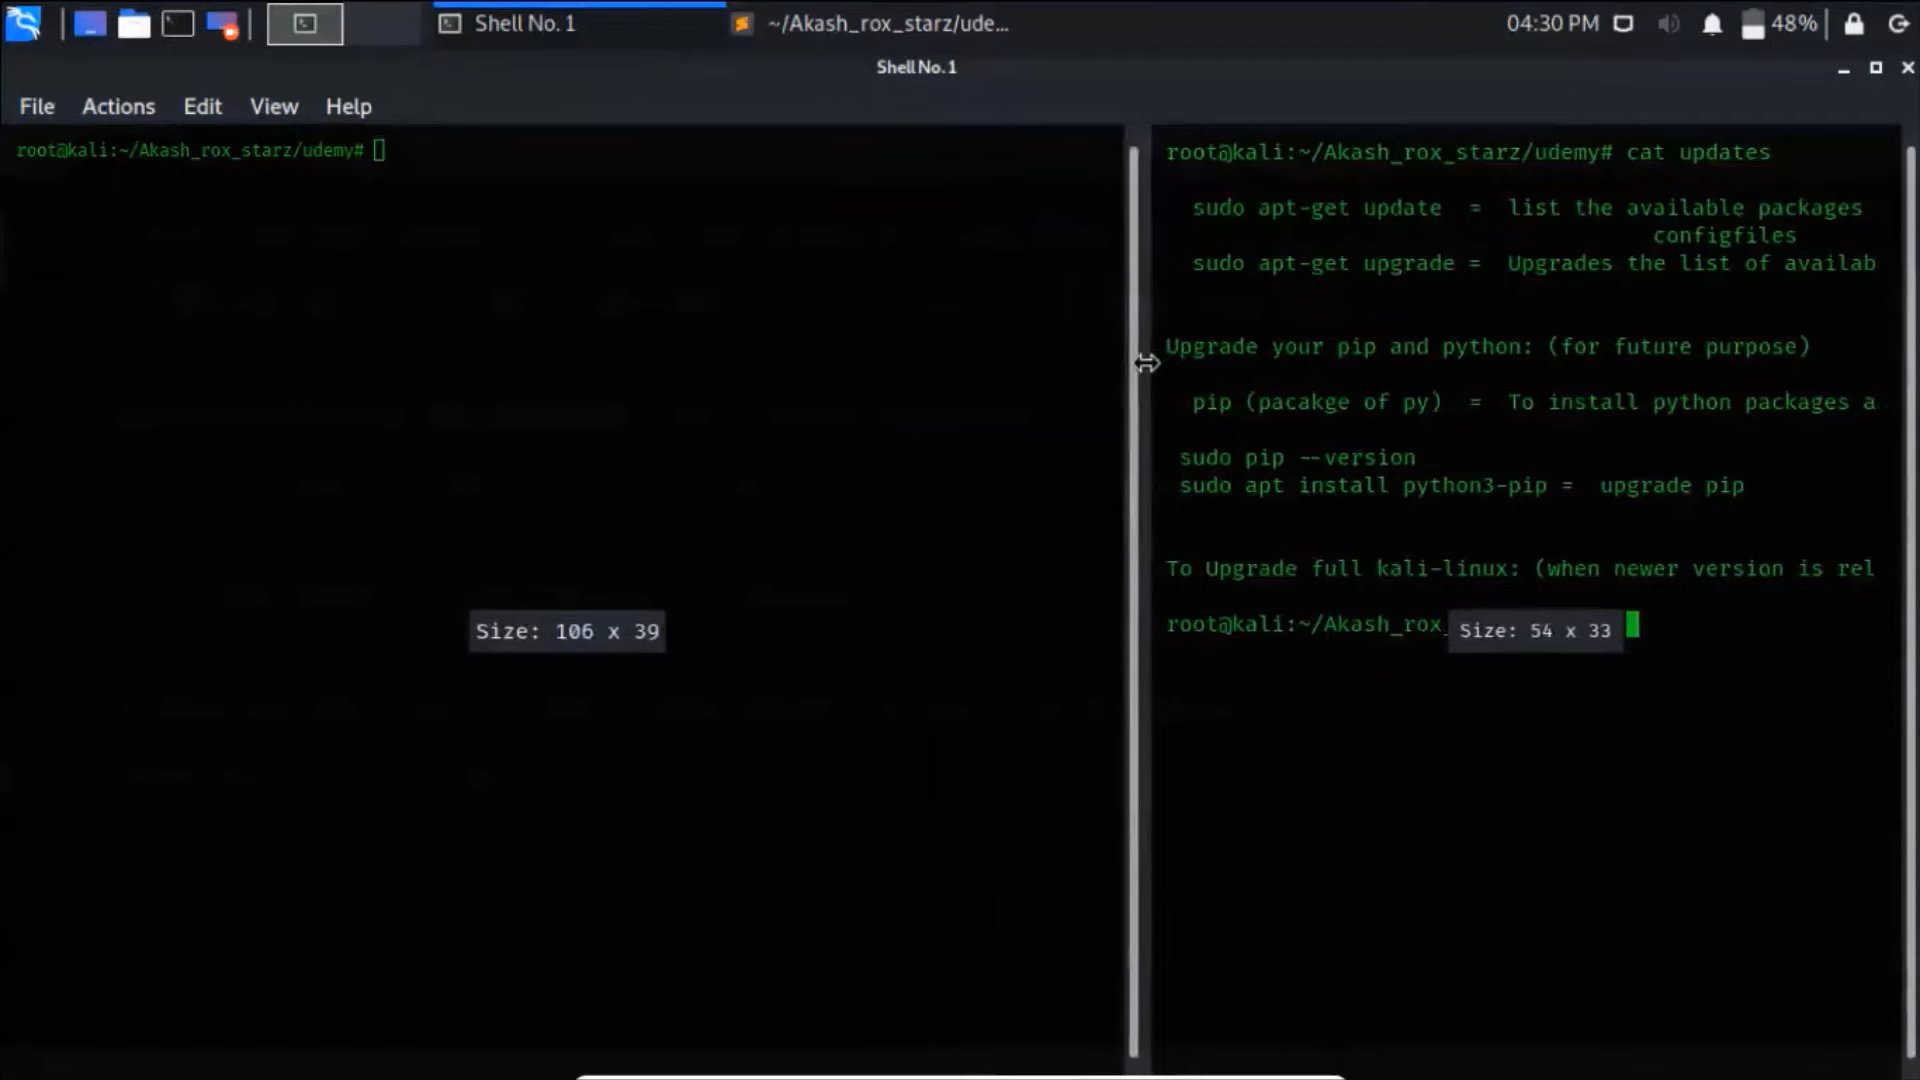 Shell No. 1
~/Akash_rox_starz/ude...
04:30 PM
48%
Shell No. 1
File Actions Edit View Help
root@kali:~/Akash_rox_starz/udemy#
Size: 106 x 39
root@kali:~/Akash_rox_starz/udemy# cat updates
sudo apt-get update = list the available packages
configfiles
sudo apt-get upgrade = Upgrades the list of availab
Upgrade your pip and python: (for future purpose)
pip (pacakge of py) = To install python packages a
sudo pip --version
sudo apt install python3-pip = upgrade pip
To Upgrade full kali-linux: (when newer version is rel
root@kali:~/Akash_rox_
Size: 54 x 33